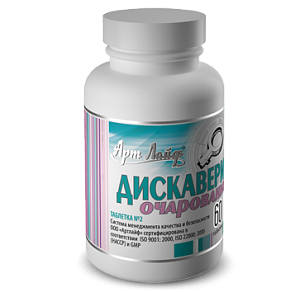 Арт Лайф
ДИСКАВЕРИ
ОЧАРОВАНИЕ
60
ТАБЛЕТКА №2
Система менеджмента качества и безопасности
ООО «Артлайф» сертифицирована в
соответствии ISO 9001: 2000, ISO 22000: 2005
(HACCP) и GMP